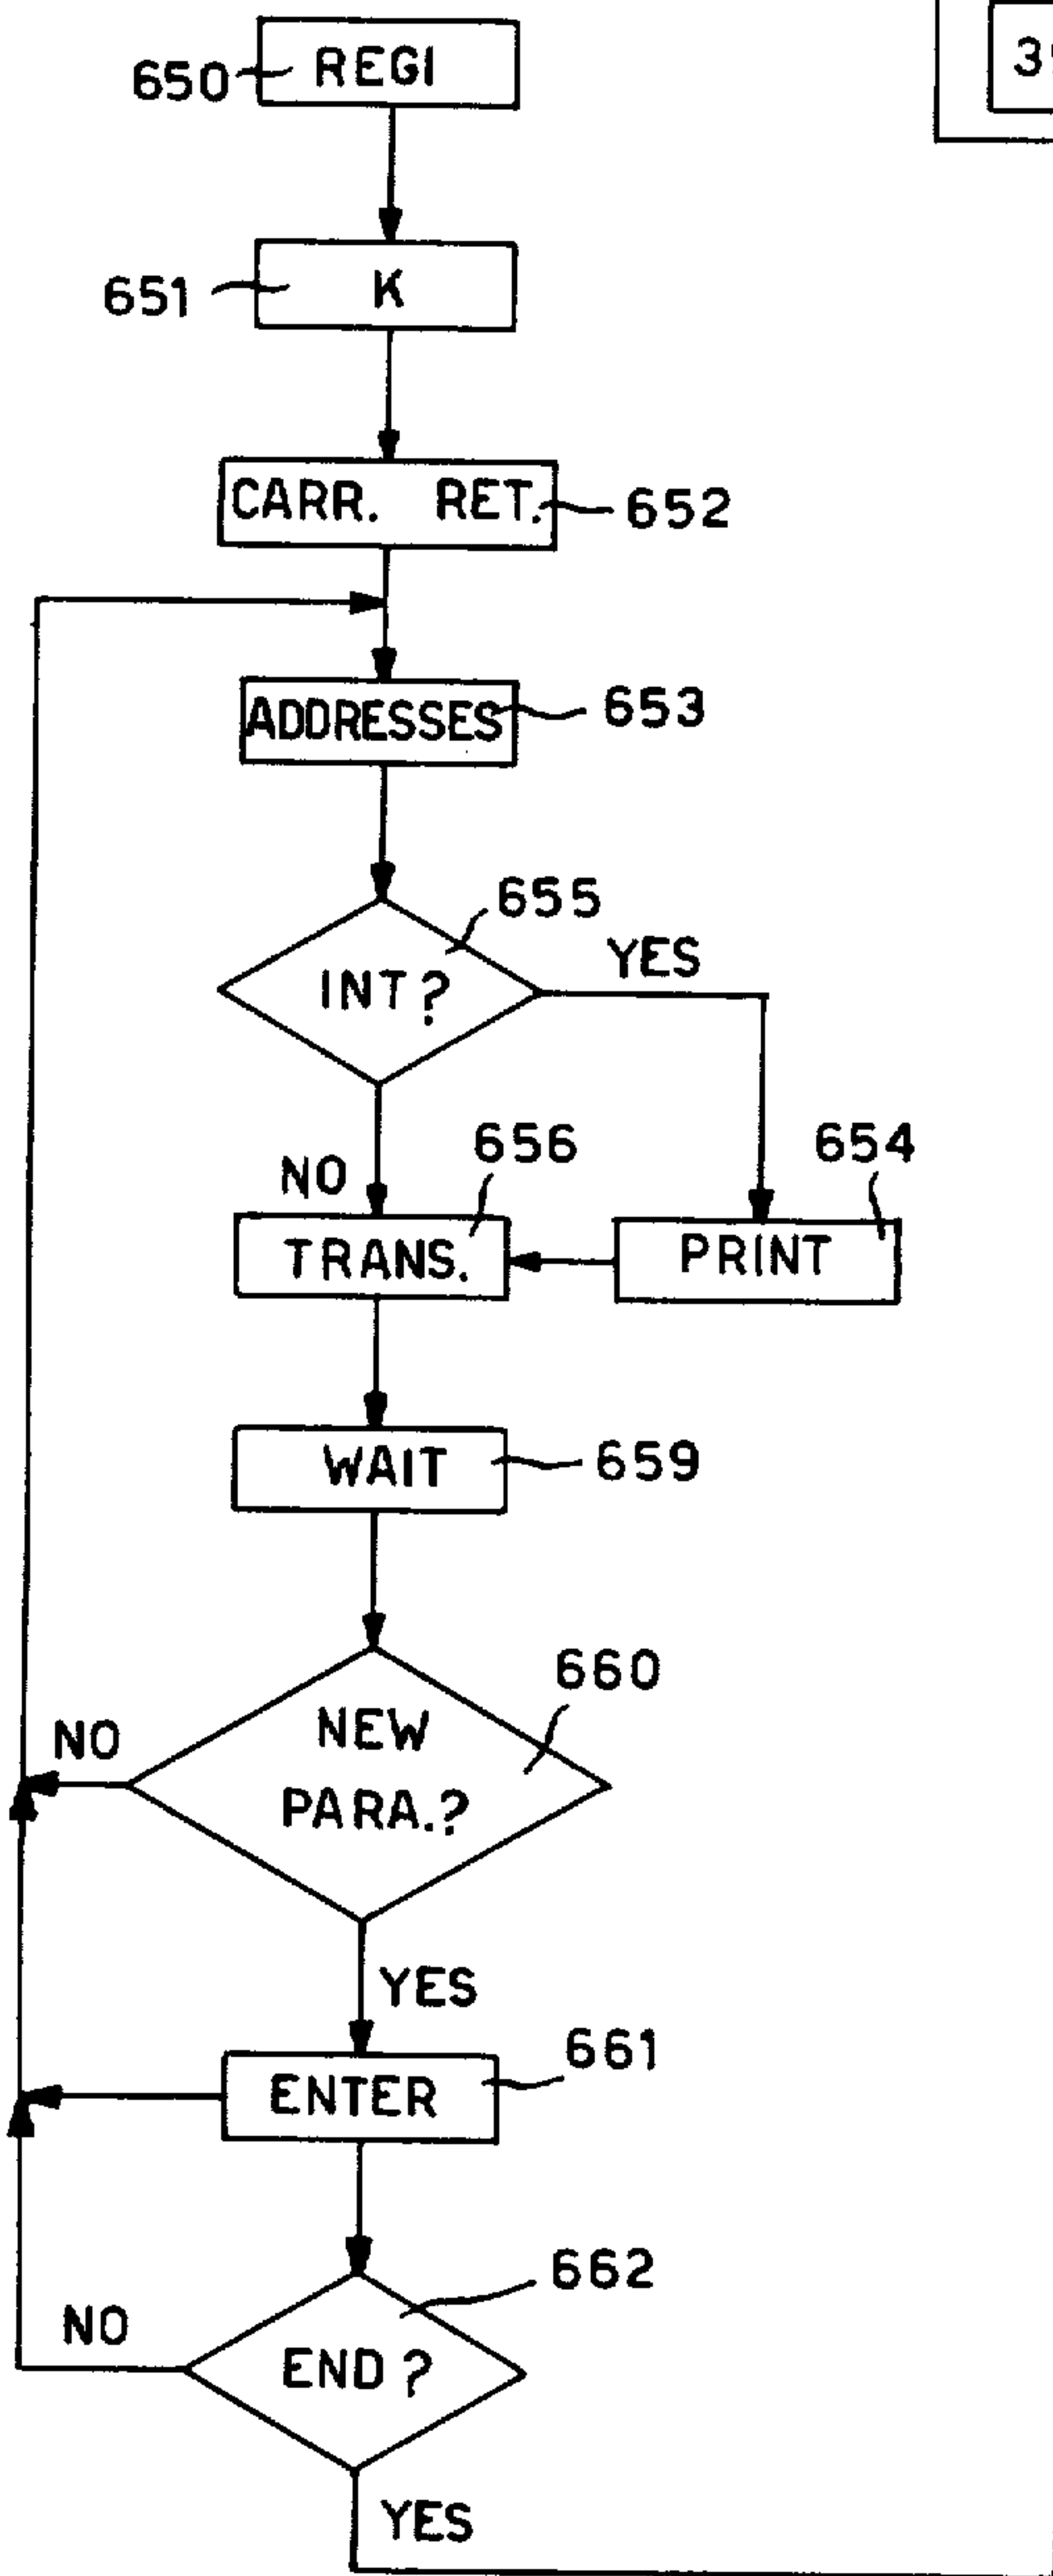 650 REGI
651 K
CARR. RET. 652
ADDRESSES 653
655
INT? YES
NO 656 654
TRANS. PRINT
WAIT 659
660
NO NEW
PARA.?
YES
661
ENTER
662
NO
END?
YES